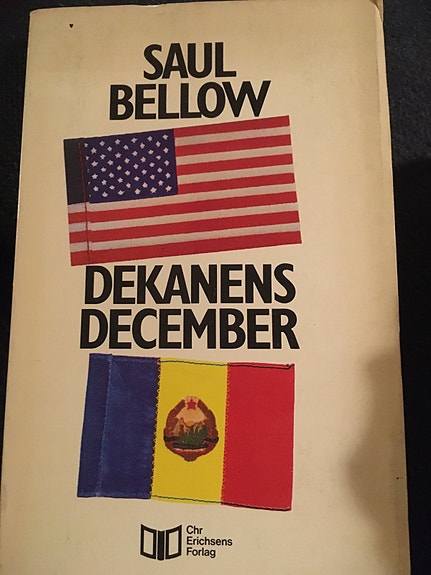 SAUL
BELLOW
DEKANENS
DECEMBER
Chr
Erichsens
Forlag